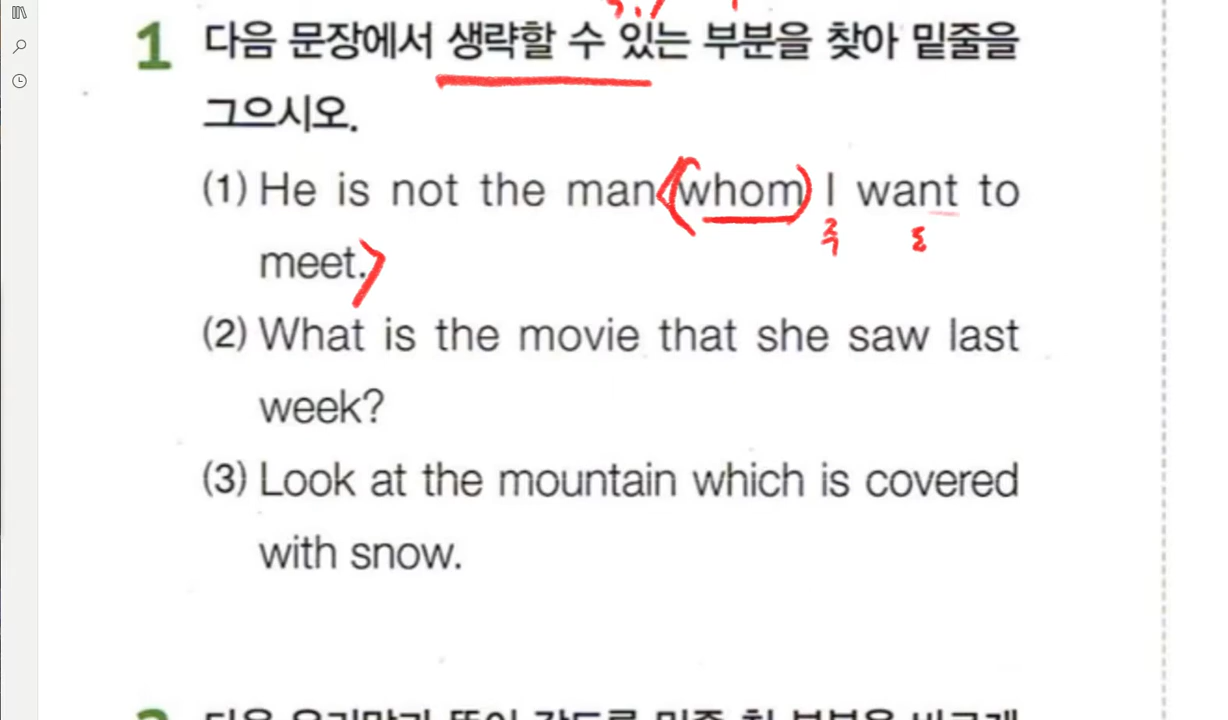 1 다음 문장에서 생략할 수 있는 부분을 찾아 밑줄을
그으시오.
(1) He is not the man (whom) I want to
주 동
meet.
(2) What is the movie that she saw last
week?
(3) Look at the mountain which is covered
with snow.